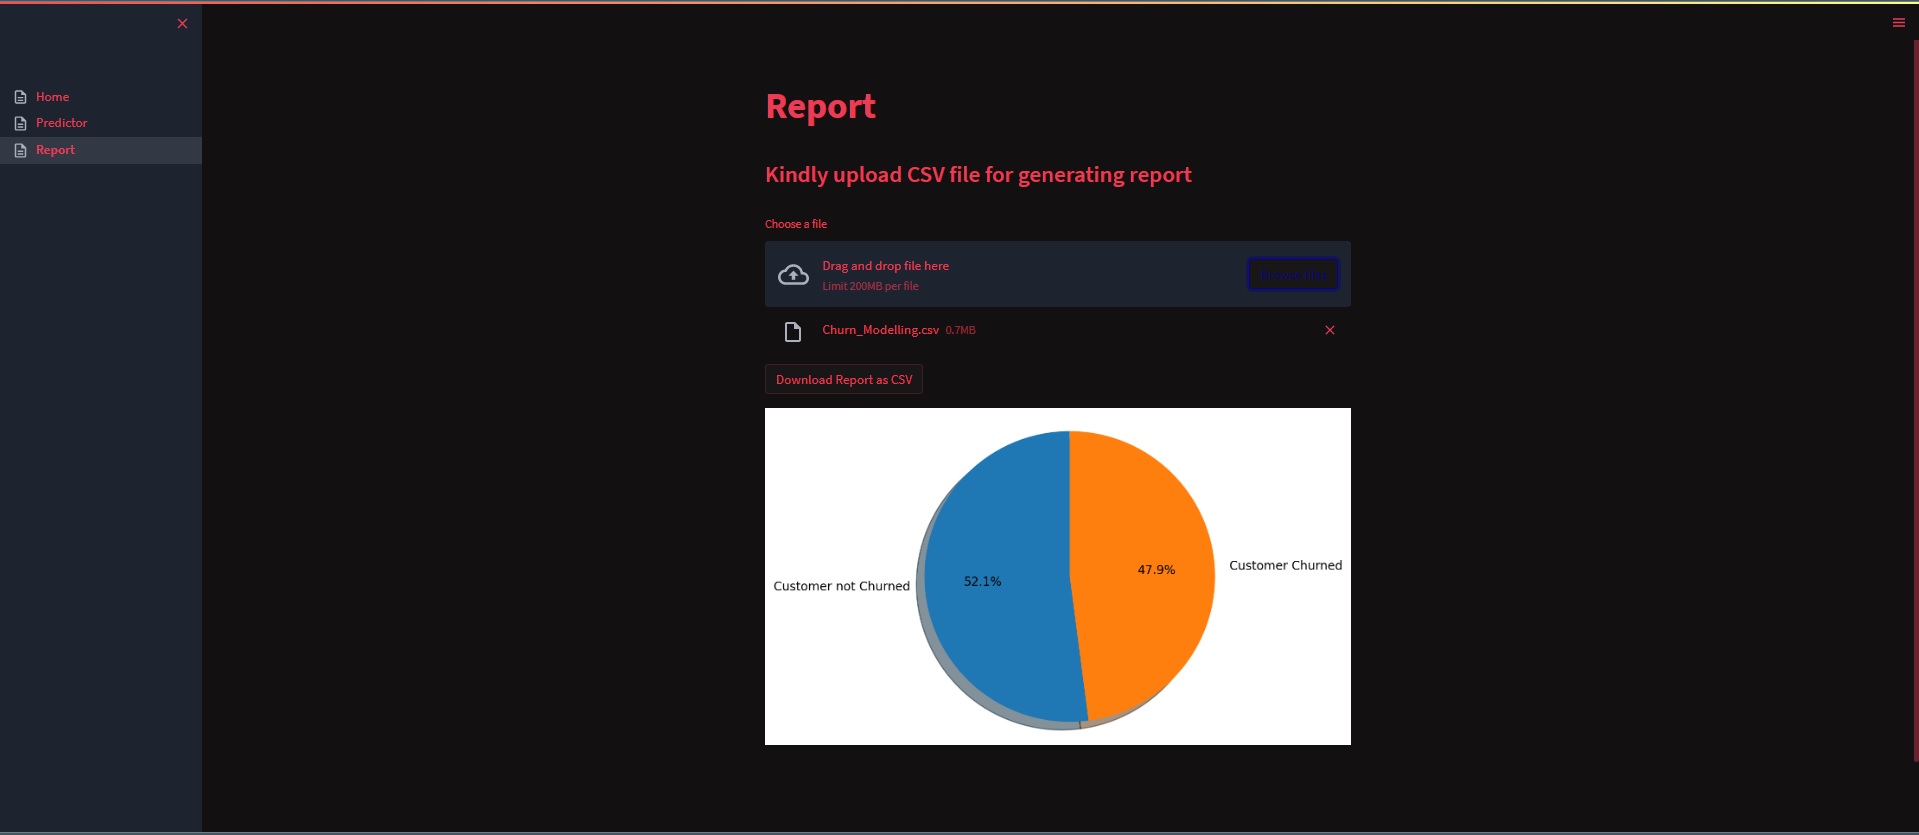 Home
Predictor
Report
Report
Kindly upload CSV file for generating report
Choose a file
Drag and drop file here
Limit 200MB per file
Browse files
Churn_Modelling.csv 0.7MB
Download Report as CSV
Customer not Churned
52.1%
47.9%
Customer Churned